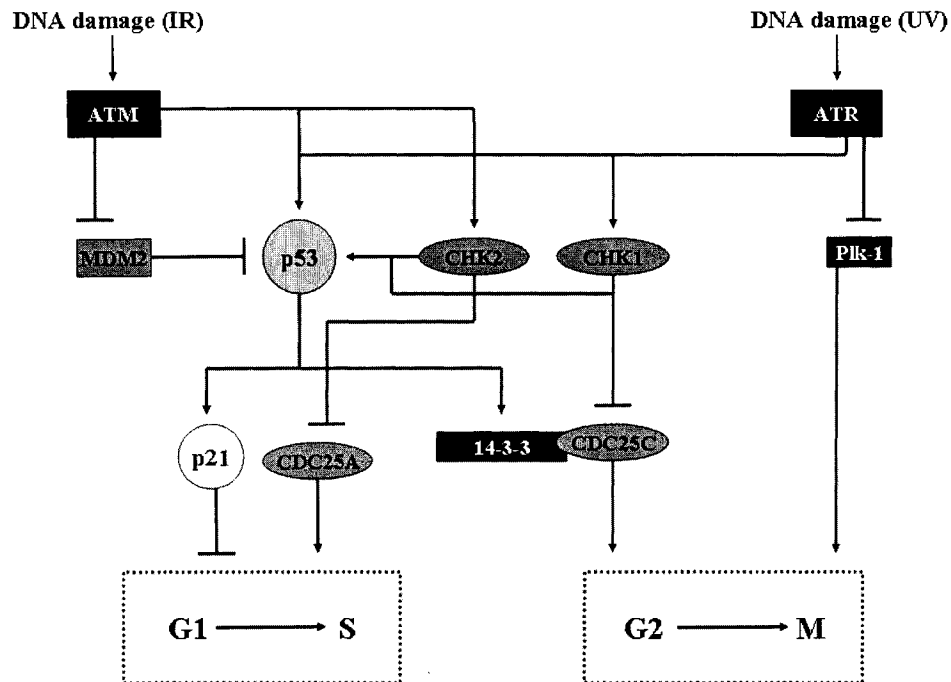 DNA damage (IR)
DNA damage (UV)
ATM
ATR
MDM2
p53
CHK2
CHK1
Plk-1
p21
CDC25A
14-3-3
CDC25C
G1
S
G2
M